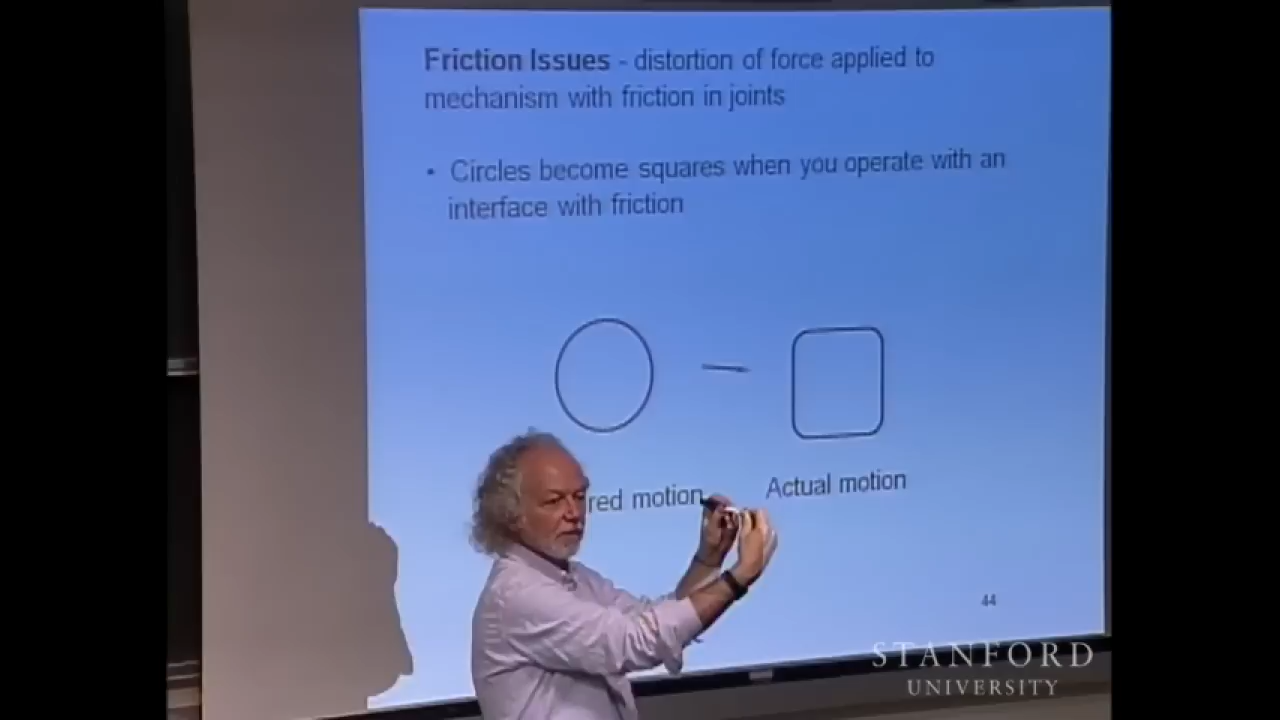 Friction Issues - distortion of force applied to
mechanism with friction in joints
• Circles become squares when you operate with an
interface with friction
red motion
Actual motion
44
STANFORD
UNIVERSITY